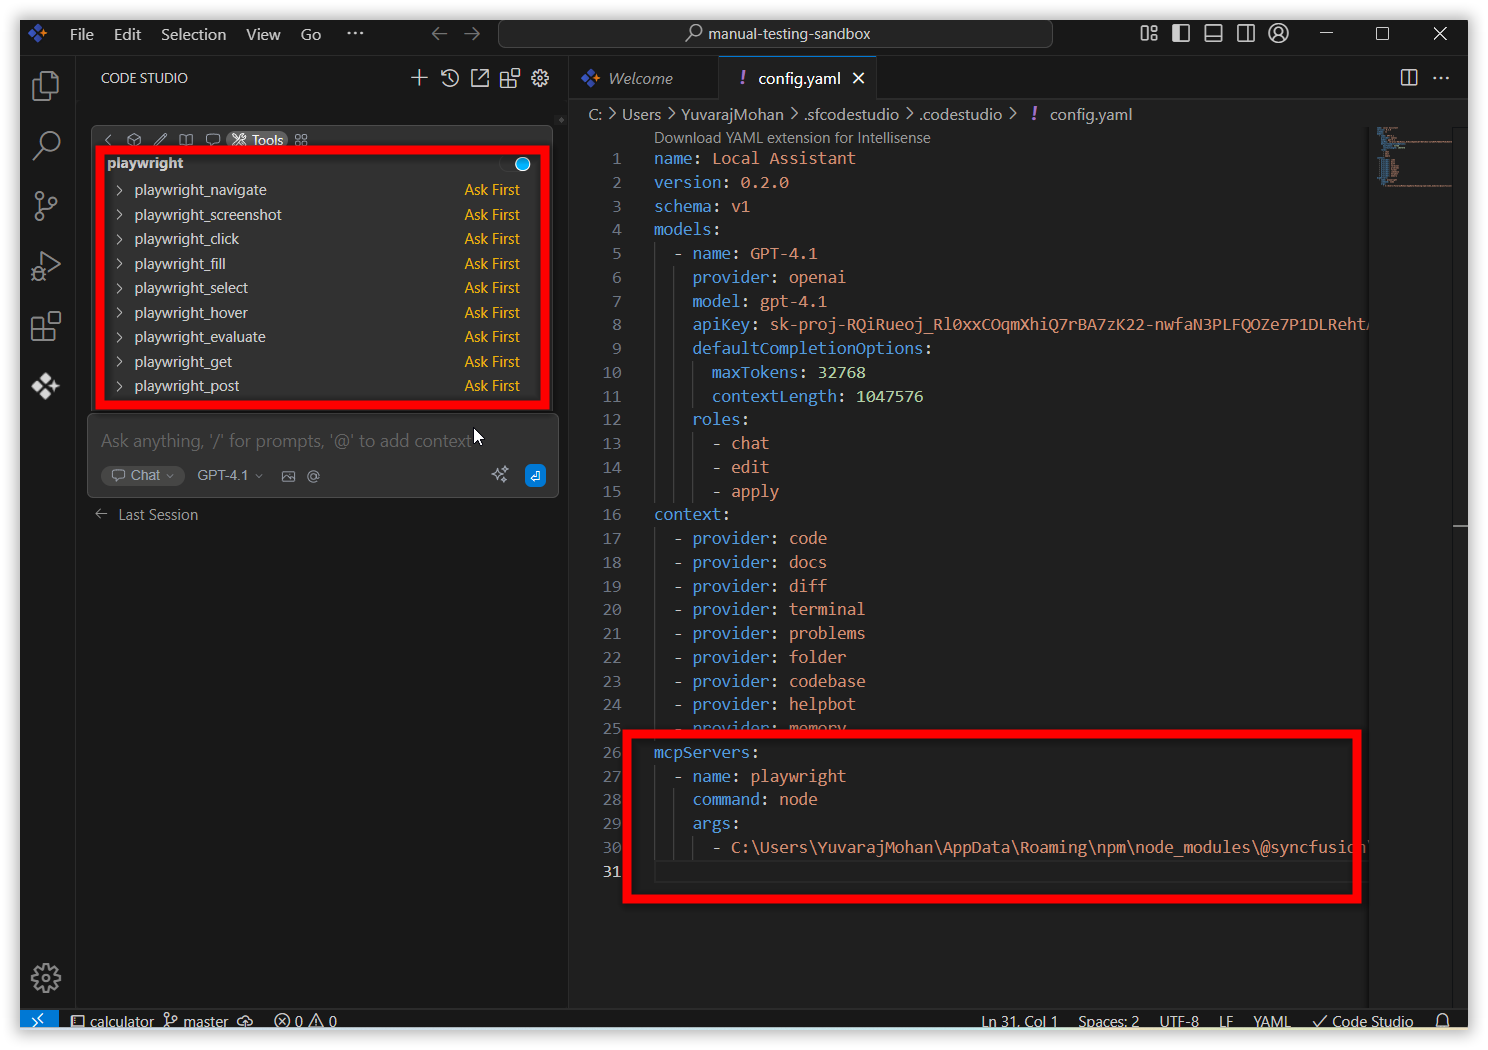 File Edit Selection View Go ··· manual-testing-sandbox
CODE STUDIO
Tools
playwright
playwright_navigate Ask First
playwright_screenshot Ask First
playwright_click Ask First
playwright_fill Ask First
playwright_select Ask First
playwright_hover Ask First
playwright_evaluate Ask First
playwright_get Ask First
playwright_post Ask First
Ask anything, '/' for prompts, '@' to add context
Chat GPT-4.1 @
Last Session
Welcome ! config.yaml
C: > Users > YuvarajMohan > .sfcodestudio > .codestudio > ! config.yaml
Download YAML extension for Intellisense
1 name: Local Assistant
2 version: 0.2.0
3 schema: v1
4 models:
5 - name: GPT-4.1
6 provider: openai
7 model: gpt-4.1
8 apiKey: sk-proj-RQiRueoj_Rl0xxCOqmXhiQ7rBA7zK22-nwfaN3PLFQOZe7P1DLReht
9 defaultCompletionOptions:
10 maxTokens: 32768
11 contextLength: 1047576
12 roles:
13 - chat
14 - edit
15 - apply
16 context:
17 - provider: code
18 - provider: docs
19 - provider: diff
20 - provider: terminal
21 - provider: problems
22 - provider: folder
23 - provider: codebase
24 - provider: helpbot
25 - provider: memory
26 mcpServers:
27 - name: playwright
28 command: node
29 args:
30 - C:\Users\YuvarajMohan\AppData\Roaming\npm\node_modules\@syncfusion
31
calculator master 0 0 Ln 31, Col 1 Spaces: 2 UTF-8 LF YAML Code Studio